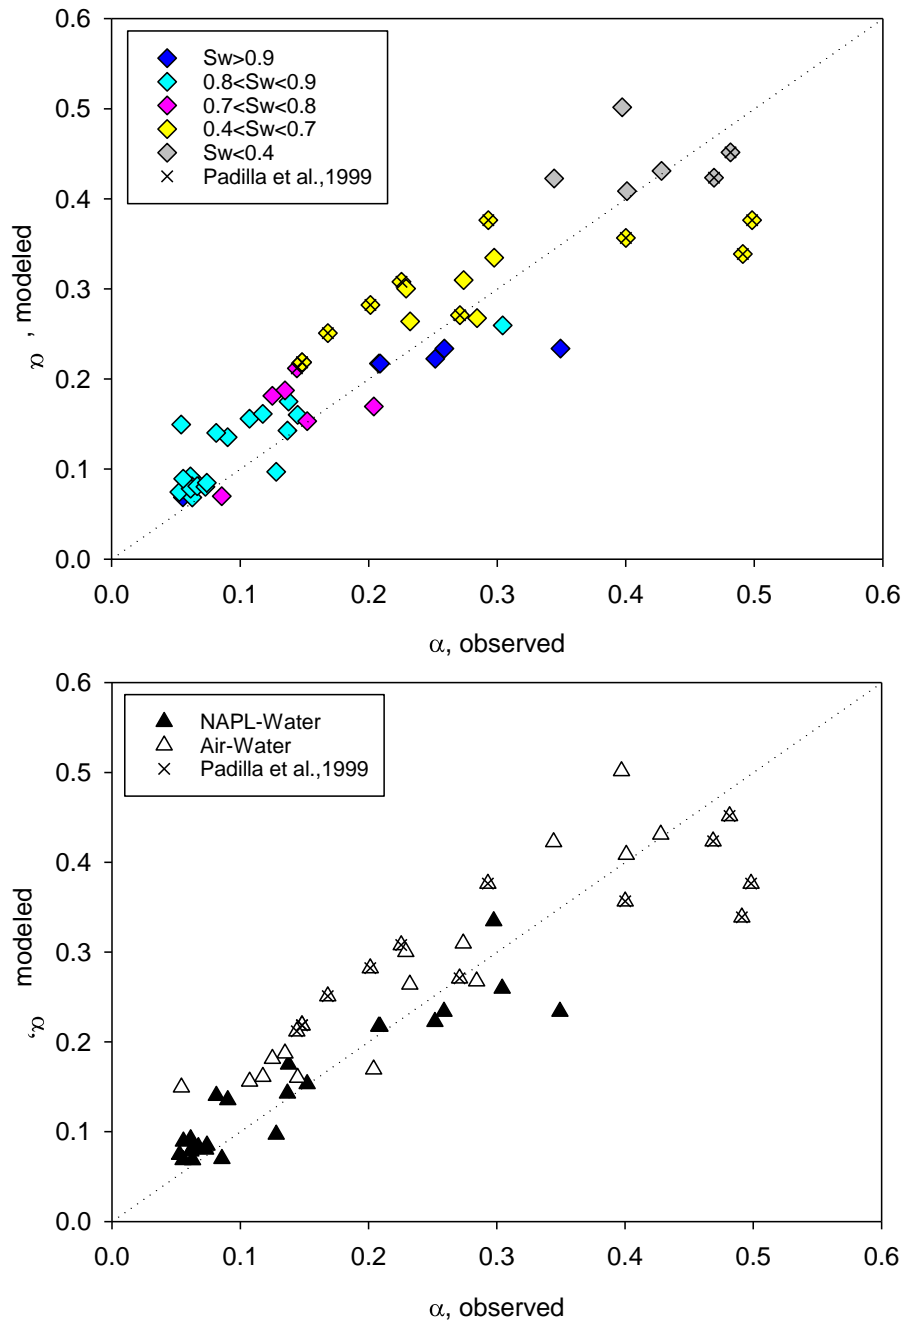 0.6
0.5
0.4
0.3
0.2
0.1
0.0
α, modeled
Sw>0.9
0.8<Sw<0.9
0.7<Sw<0.8
0.4<Sw<0.7
Sw<0.4
Padilla et al.,1999
0.0 0.1 0.2 0.3 0.4 0.5 0.6
α, observed
0.6
0.5
0.4
0.3
0.2
0.1
0.0
α, modeled
NAPL-Water
Air-Water
Padilla et al.,1999
0.0 0.1 0.2 0.3 0.4 0.5 0.6
α, observed